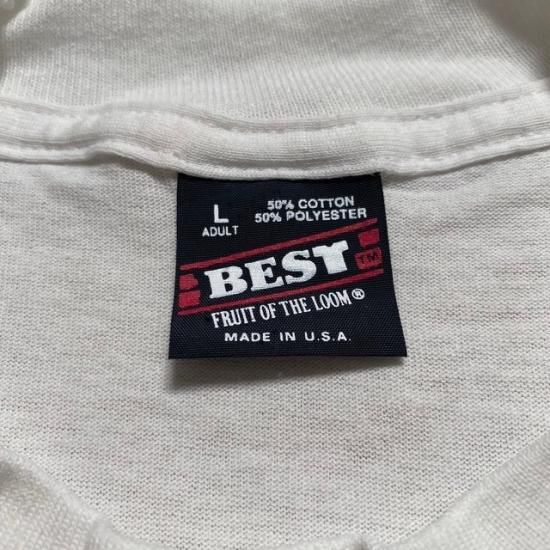 L
ADULT
50% COTTON
50% POLYESTER
BEST
TM
FRUIT OF THE LOOM®
MADE IN U.S.A.